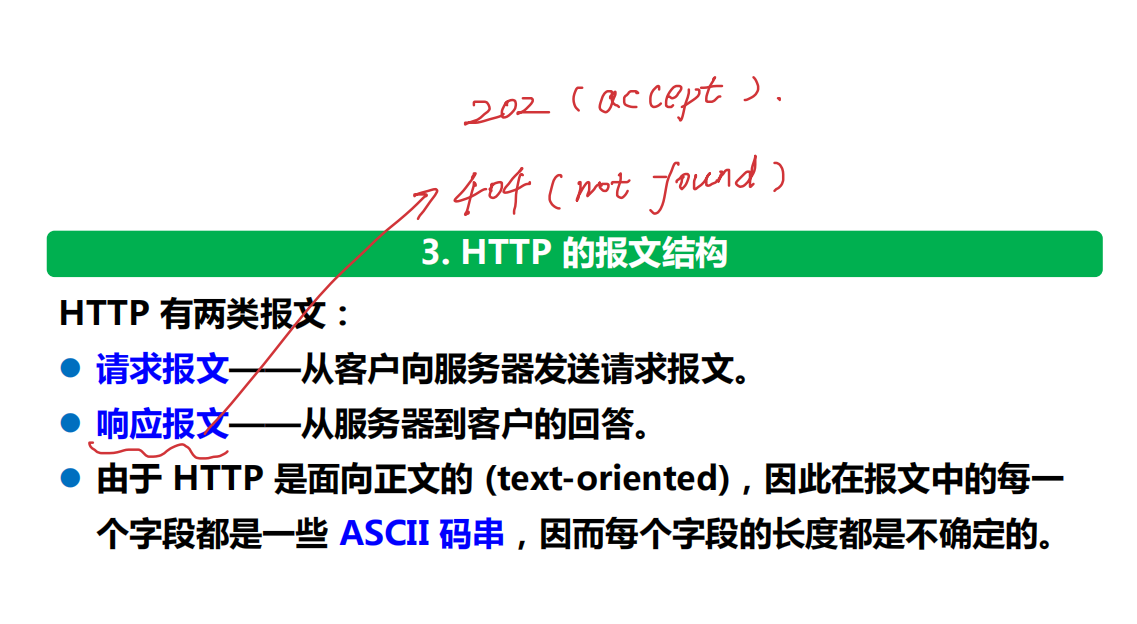 202 (accept).
404 (not found)
3. HTTP 的报文结构
HTTP 有两类报文：
请求报文——从客户向服务器发送请求报文。
响应报文——从服务器到客户的回答。
由于 HTTP 是面向正文的 (text-oriented)，因此在报文中的每一
个字段都是一些 ASCII 码串，因而每个字段的长度都是不确定的。